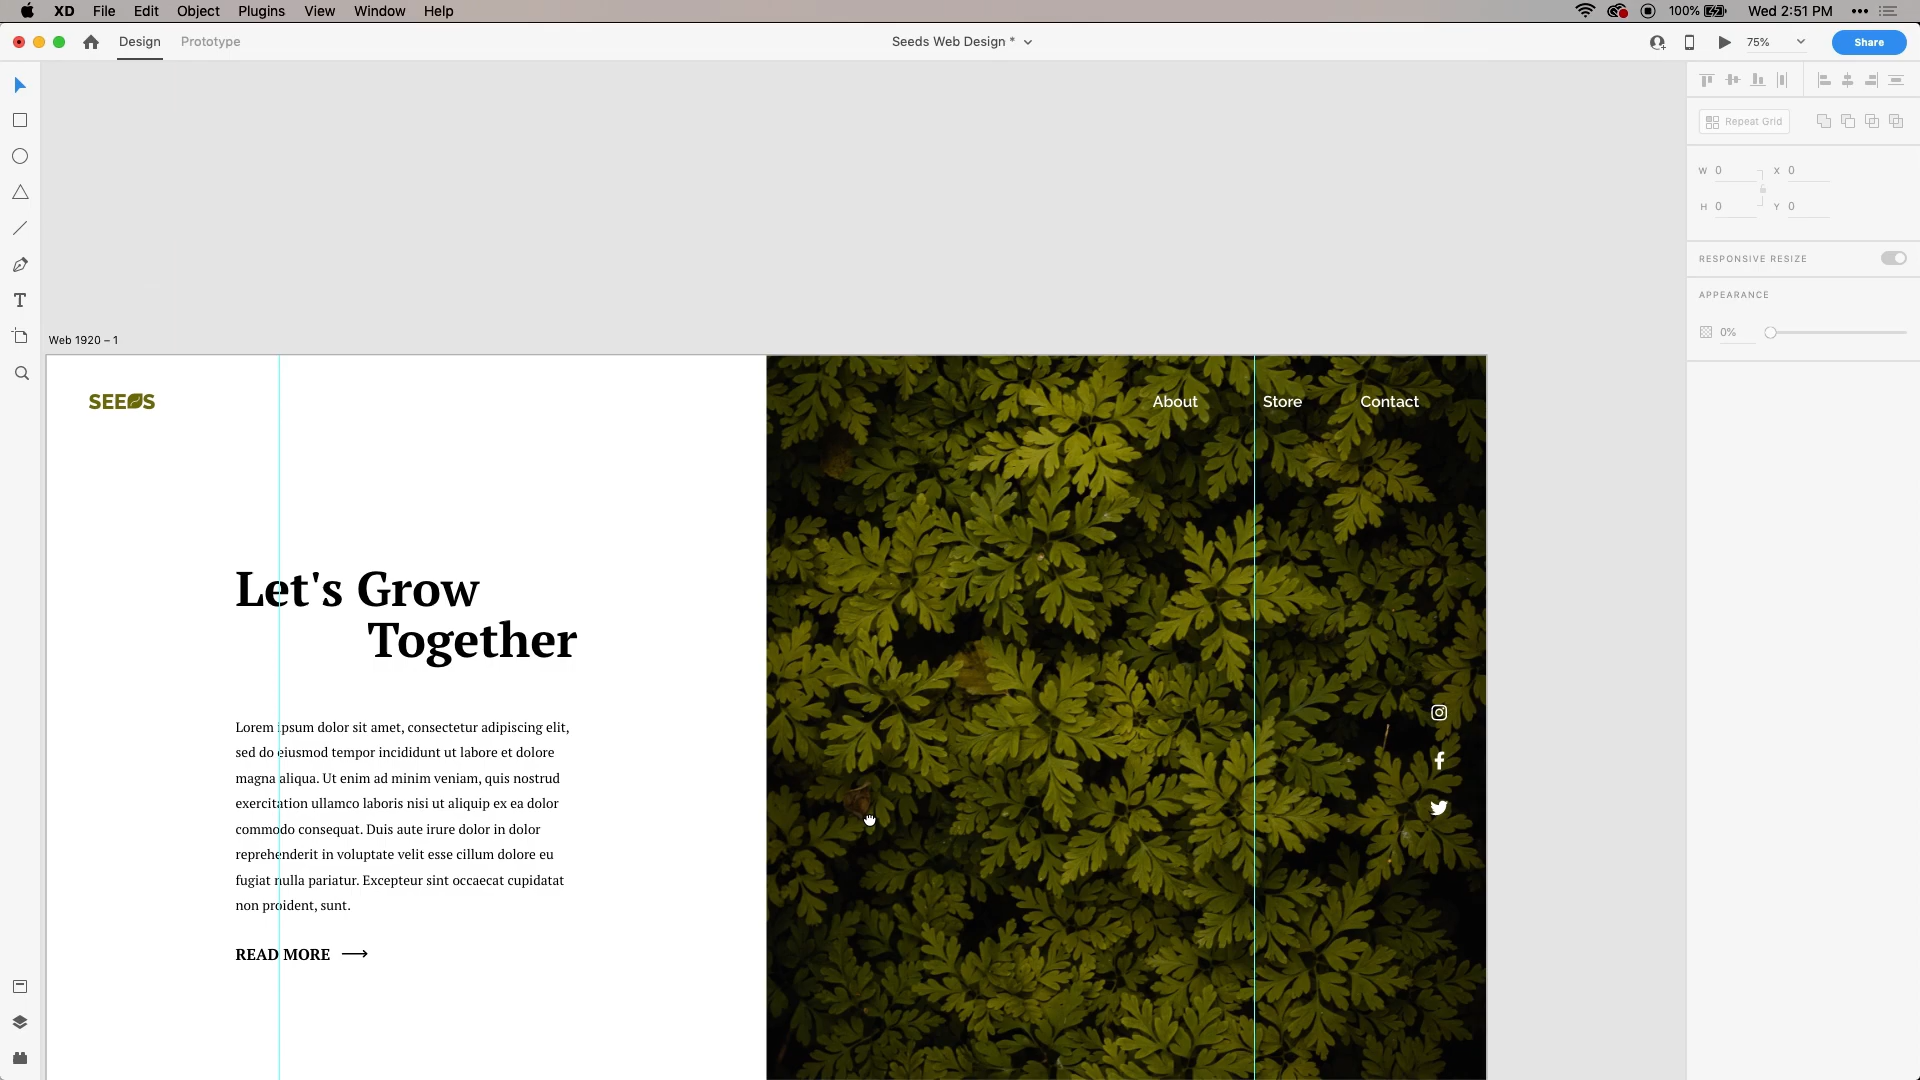 XD File Edit Object Plugins View Window Help
100% Wed 2:51 PM
Design Prototype
Seeds Web Design *
75%
Share
Repeat Grid
W 0 X 0
H 0 Y 0
RESPONSIVE RESIZE
APPEARANCE
0%
T
Web 1920 – 1
SEEDS
About Store Contact
Let's Grow
Together
Lorem ipsum dolor sit amet, consectetur adipiscing elit,
sed do eiusmod tempor incididunt ut labore et dolore
magna aliqua. Ut enim ad minim veniam, quis nostrud
exercitation ullamco laboris nisi ut aliquip ex ea dolor
commodo consequat. Duis aute irure dolor in dolor
reprehenderit in voluptate velit esse cillum dolore eu
fugiat nulla pariatur. Excepteur sint occaecat cupidatat
non proident, sunt.
READ MORE